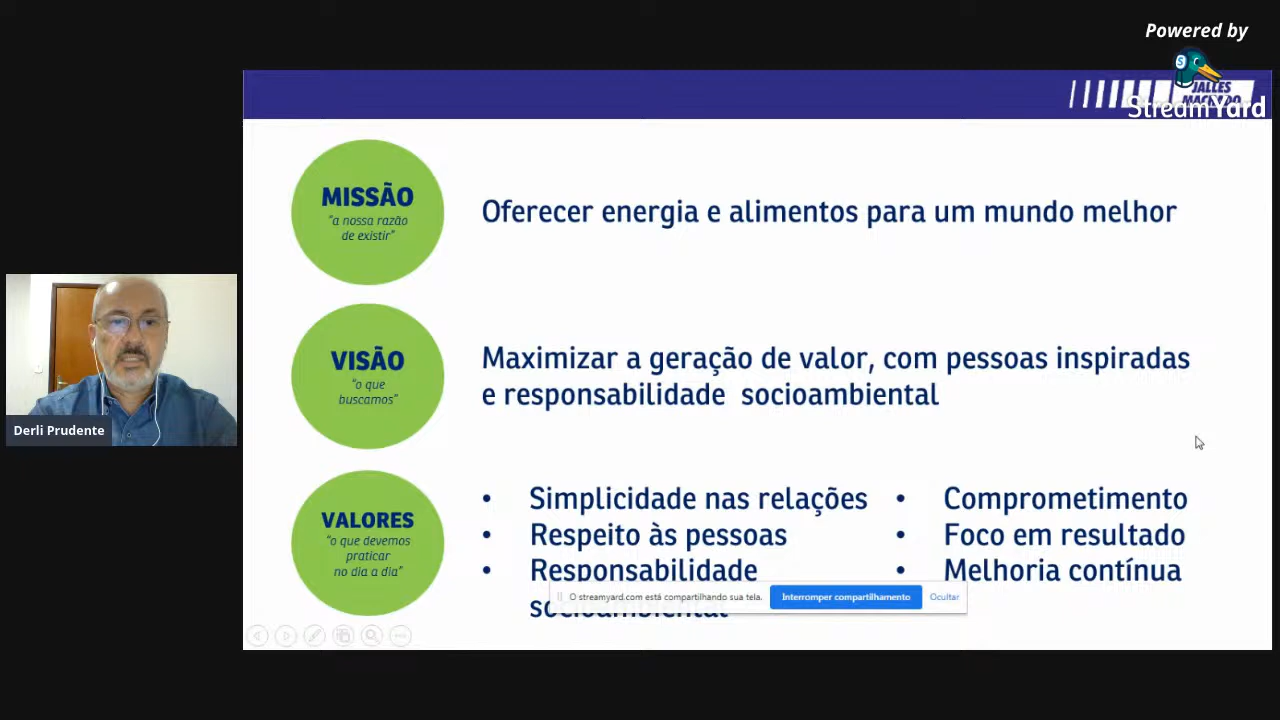 Powered by
StreamYard
JALLES
MISSÃO
"a nossa razão
de existir"
Oferecer energia e alimentos para um mundo melhor
VISÃO
"o que
buscamos"
Maximizar a geração de valor, com pessoas inspiradas
e responsabilidade socioambiental
Derli Prudente
VALORES
"o que devemos
praticar
no dia a dia"
• Simplicidade nas relações
• Respeito às pessoas
• Responsabilidade
socioambiental
• Comprometimento
• Foco em resultado
• Melhoria contínua
O streamyard.com está compartilhando sua tela.
Interromper compartilhamento
Ocultar